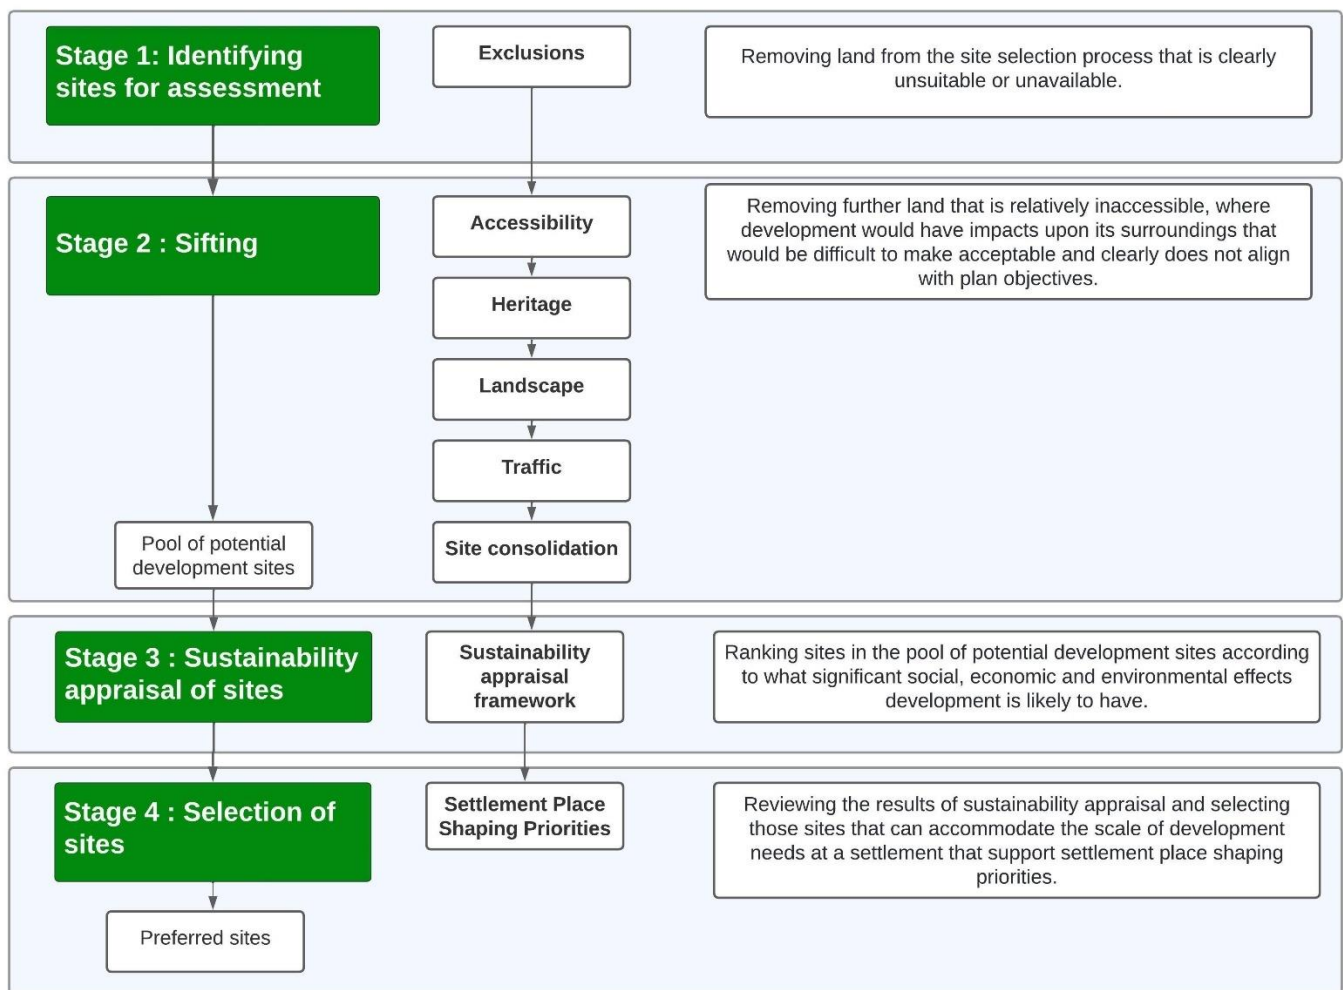 Stage 1: Identifying
sites for assessment
Exclusions
Removing land from the site selection process that is clearly
unsuitable or unavailable.
Stage 2 : Sifting
Accessibility
Heritage
Landscape
Traffic
Site consolidation
Removing further land that is relatively inaccessible, where
development would have impacts upon its surroundings that
would be difficult to make acceptable and clearly does not align
with plan objectives.
Pool of potential
development sites
Stage 3 : Sustainability
appraisal of sites
Sustainability
appraisal
framework
Ranking sites in the pool of potential development sites according
to what significant social, economic and environmental effects
development is likely to have.
Stage 4 : Selection of
sites
Settlement Place
Shaping Priorities
Reviewing the results of sustainability appraisal and selecting
those sites that can accommodate the scale of development
needs at a settlement that support settlement place shaping
priorities.
Preferred sites